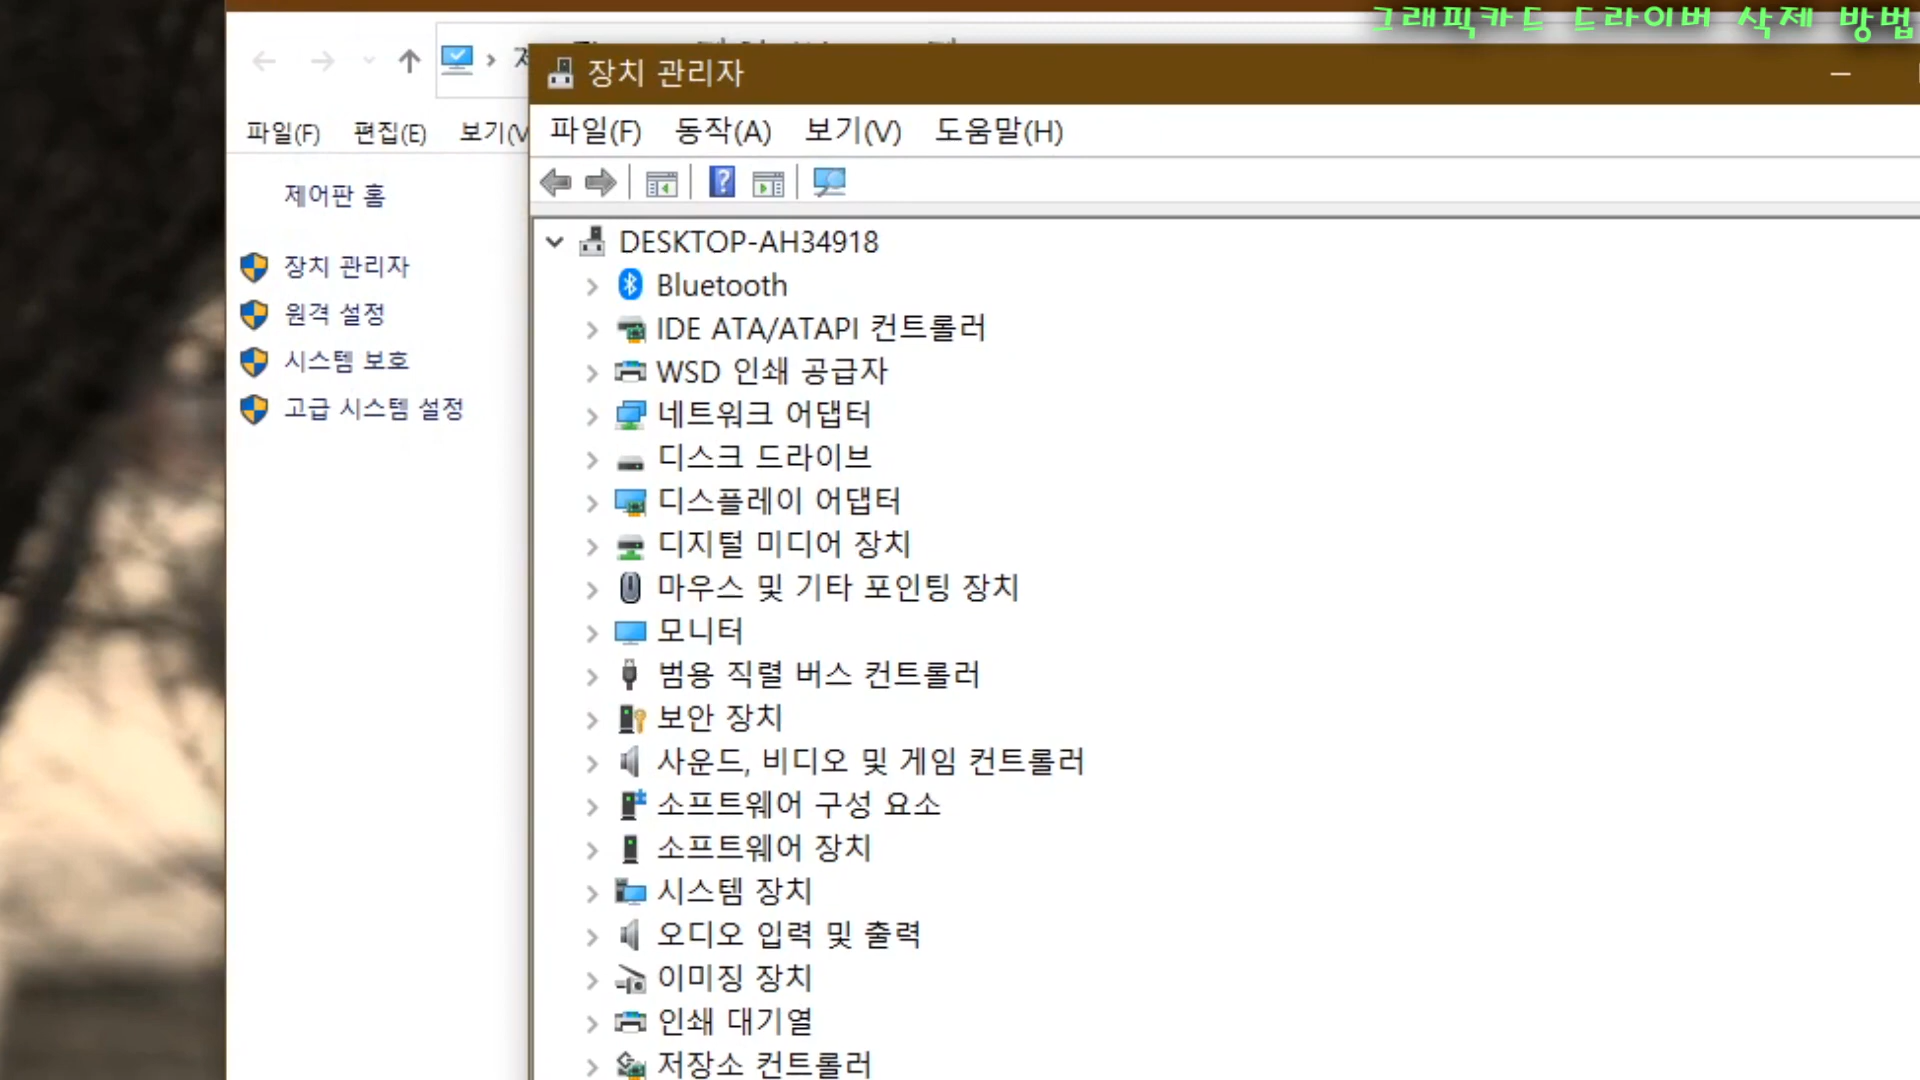 그래픽카드 드라이버 삭제 방법
장치 관리자
파일(F) 편집(E) 보기(V
파일(F) 동작(A) 보기(V) 도움말(H)
제어판 홈
장치 관리자
원격 설정
시스템 보호
고급 시스템 설정
DESKTOP-AH34918
Bluetooth
IDE ATA/ATAPI 컨트롤러
WSD 인쇄 공급자
네트워크 어댑터
디스크 드라이브
디스플레이 어댑터
디지털 미디어 장치
마우스 및 기타 포인팅 장치
모니터
범용 직렬 버스 컨트롤러
보안 장치
사운드, 비디오 및 게임 컨트롤러
소프트웨어 구성 요소
소프트웨어 장치
시스템 장치
오디오 입력 및 출력
이미징 장치
인쇄 대기열
저장소 컨트롤러